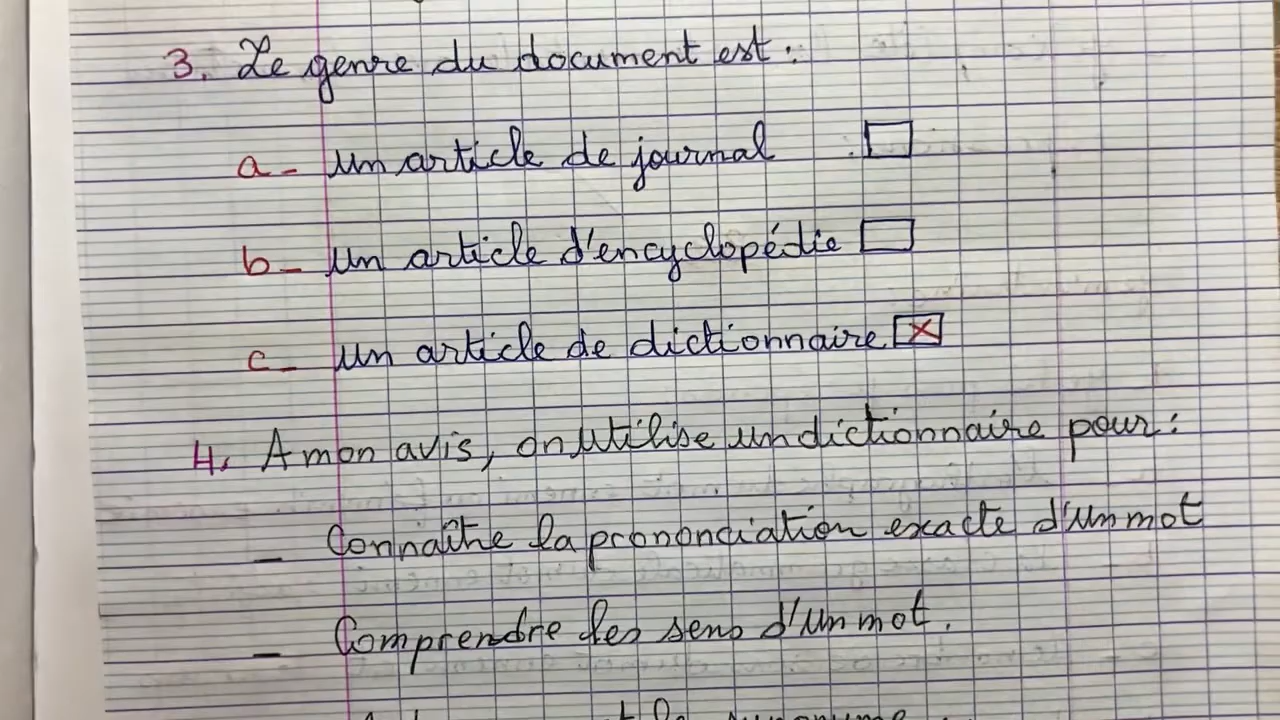 3. Le genre du document est :
a - un article de journal
b - un article d'encyclopédie
c - un article de dictionnaire x
4. A mon avis, on utilise un dictionnaire pour :
_ Connaître la prononciation exacte d'un mot
_ Comprendre les sens d'un mot.